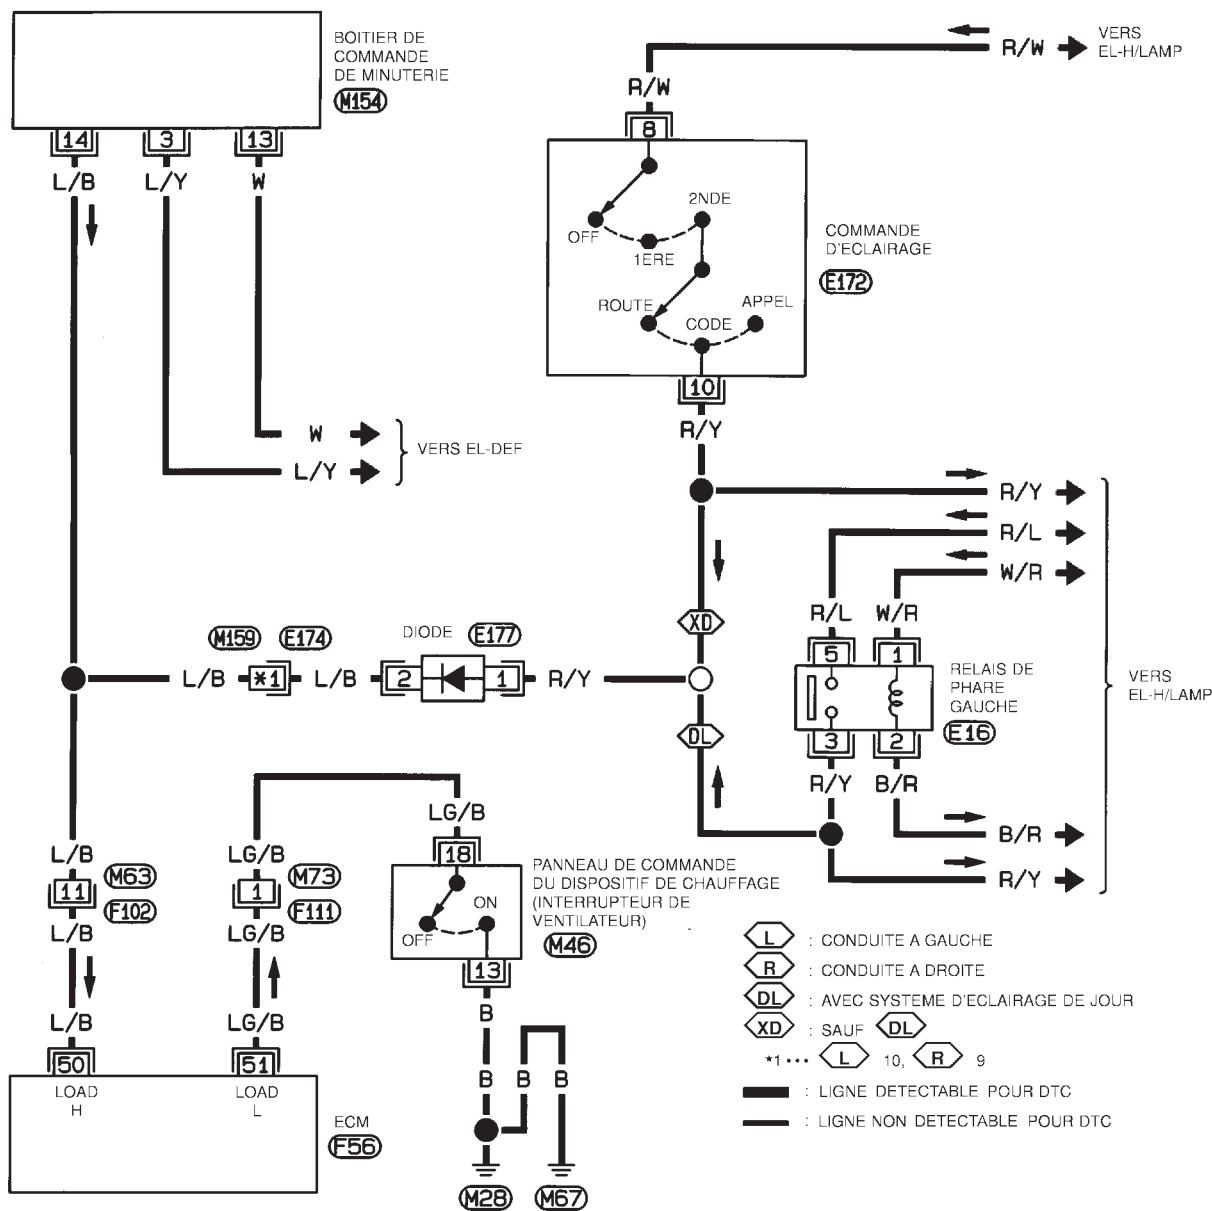 BOITIER DE
COMMANDE
DE MINUTERIE
M154
14
3
13
L/B
L/Y
W
W
L/Y
VERS EL-DEF
R/W
VERS
EL-H/LAMP
R/W
8
2NDE
OFF
1ERE
ROUTE
CODE
APPEL
COMMANDE
D'ECLAIRAGE
E172
10
R/Y
R/Y
R/L
W/R
XD
R/L
W/R
5
1
RELAIS DE
PHARE
GAUCHE
E16
VERS
EL-H/LAMP
3
2
R/Y
B/R
B/R
R/Y
DL
M159
E174
DIODE
E177
L/B
*1
L/B
2
1
R/Y
LG/B
18
PANNEAU DE COMMANDE
DU DISPOSITIF DE CHAUFFAGE
(INTERRUPTEUR DE
VENTILATEUR)
M46
ON
OFF
13
B
B
B
B
M28
M67
L/B
LG/B
11
M63
F102
1
M73
F111
L/B
LG/B
L/B
LG/B
50
51
LOAD
H
LOAD
L
ECM
F56
L : CONDUITE A GAUCHE
R : CONDUITE A DROITE
DL : AVEC SYSTEME D'ECLAIRAGE DE JOUR
XD : SAUF DL
*1 ••• L 10, R 9
: LIGNE DETECTABLE POUR DTC
: LIGNE NON DETECTABLE POUR DTC